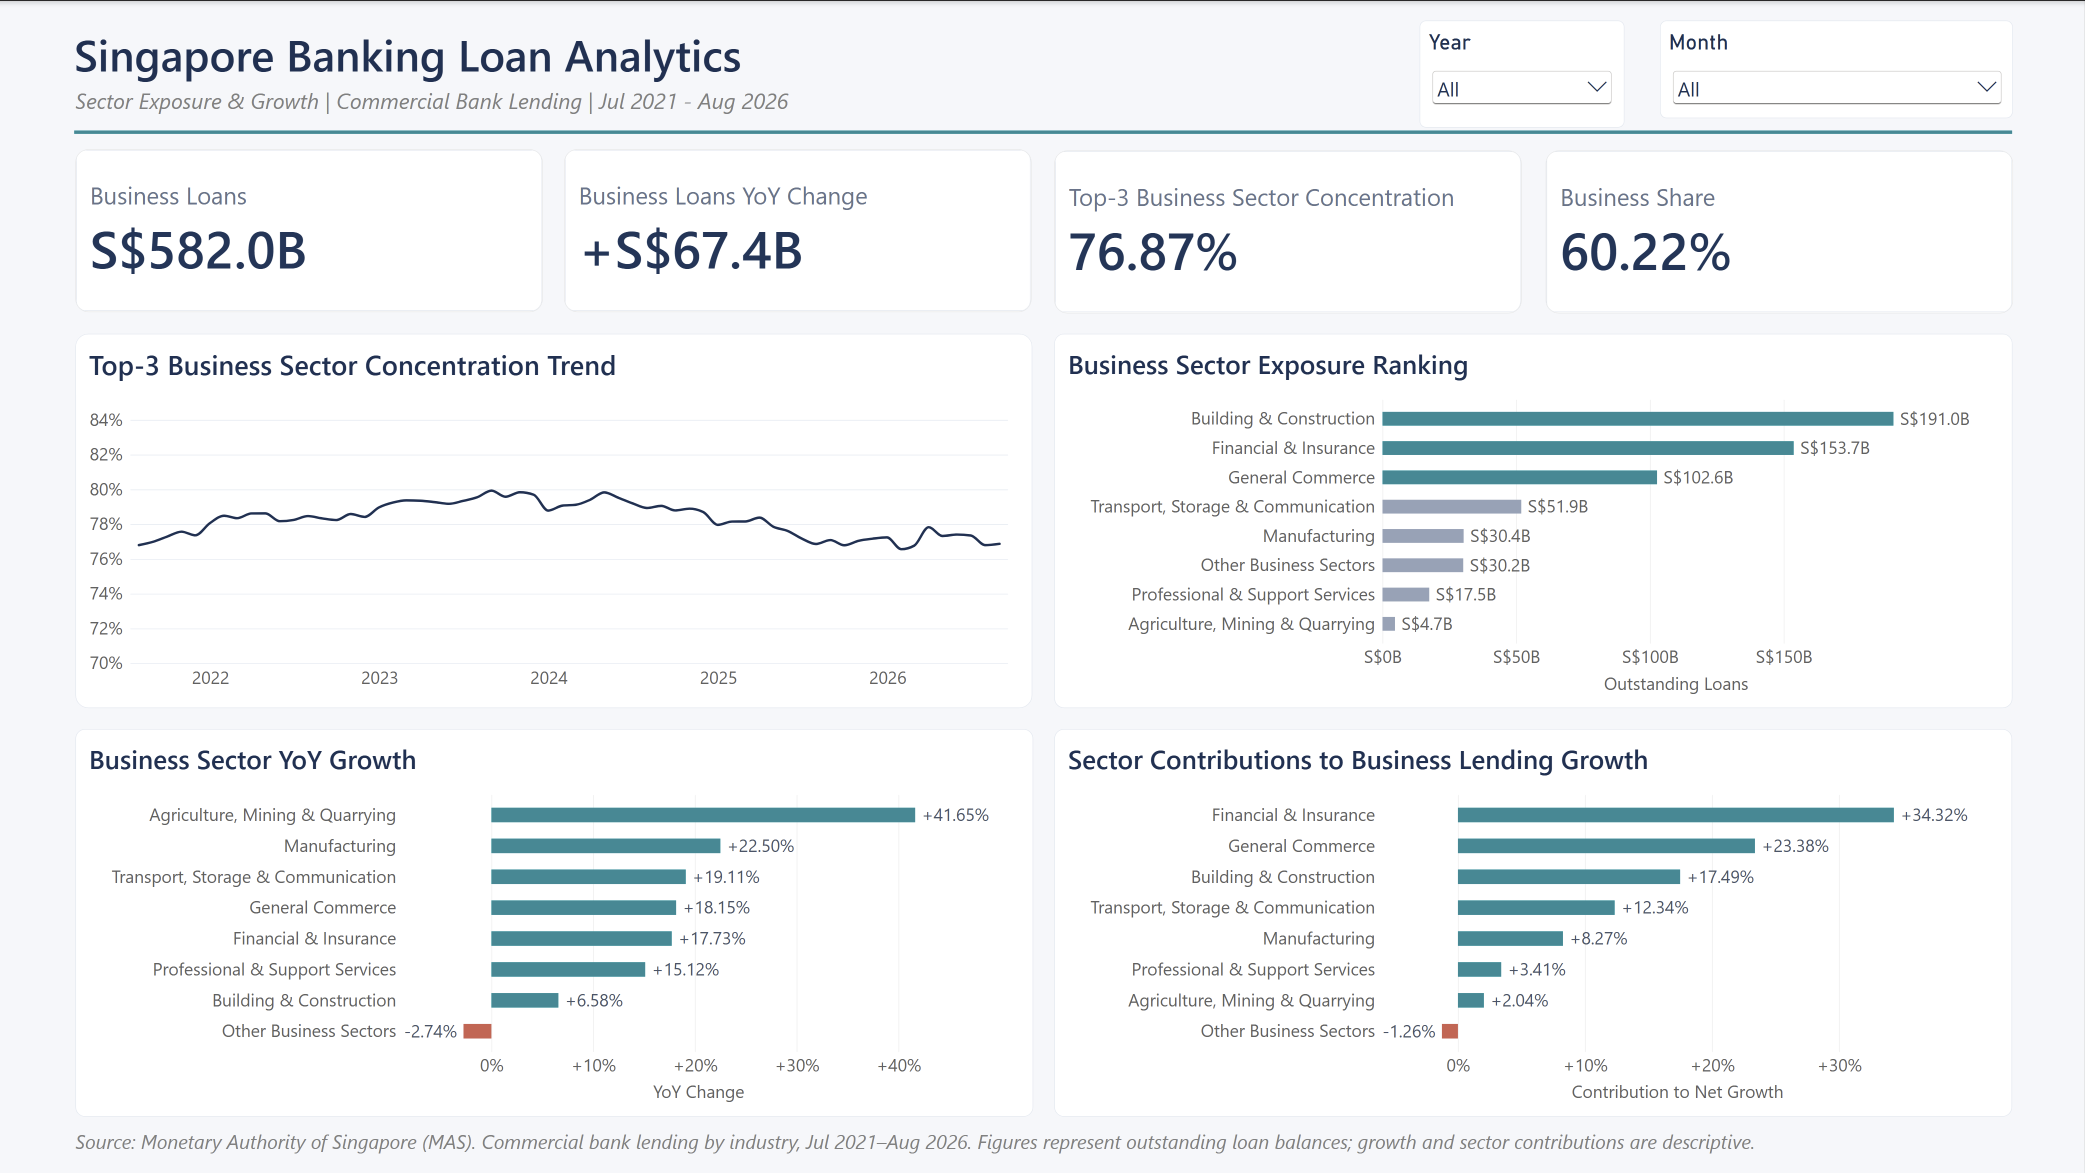 Singapore Banking Loan Analytics
Sector Exposure & Growth | Commercial Bank Lending | Jul 2021 - Aug 2026
Year
All
Month
All
Business Loans
S$582.0B
Business Loans YoY Change
+S$67.4B
Top-3 Business Sector Concentration
76.87%
Business Share
60.22%
Top-3 Business Sector Concentration Trend
84%
82%
80%
78%
76%
74%
72%
70%
2022 2023 2024 2025 2026
Business Sector Exposure Ranking
Building & Construction S$191.0B
Financial & Insurance S$153.7B
General Commerce S$102.6B
Transport, Storage & Communication S$51.9B
Manufacturing S$30.4B
Other Business Sectors S$30.2B
Professional & Support Services S$17.5B
Agriculture, Mining & Quarrying S$4.7B
S$0B S$50B S$100B S$150B
Outstanding Loans
Business Sector YoY Growth
Agriculture, Mining & Quarrying +41.65%
Manufacturing +22.50%
Transport, Storage & Communication +19.11%
General Commerce +18.15%
Financial & Insurance +17.73%
Professional & Support Services +15.12%
Building & Construction +6.58%
Other Business Sectors -2.74%
0% +10% +20% +30% +40%
YoY Change
Sector Contributions to Business Lending Growth
Financial & Insurance +34.32%
General Commerce +23.38%
Building & Construction +17.49%
Transport, Storage & Communication +12.34%
Manufacturing +8.27%
Professional & Support Services +3.41%
Agriculture, Mining & Quarrying +2.04%
Other Business Sectors -1.26%
0% +10% +20% +30%
Contribution to Net Growth
Source: Monetary Authority of Singapore (MAS). Commercial bank lending by industry, Jul 2021–Aug 2026. Figures represent outstanding loan balances; growth and sector contributions are descriptive.